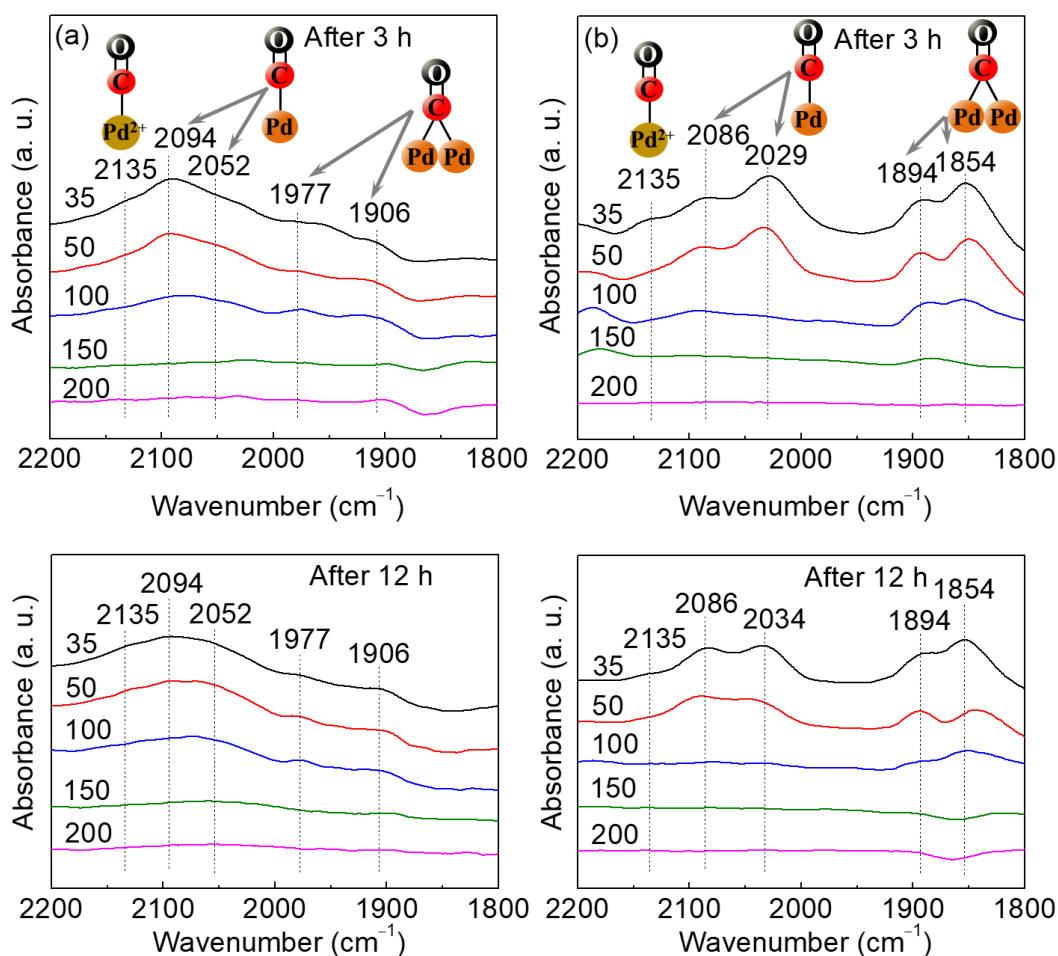 (a)
After 3 h
O
C
Pd²⁺
O
C
Pd
O
C
Pd Pd
2135
2094
2052
1977
1906
35
50
100
150
200
Absorbance (a. u.)
2200 2100 2000 1900 1800
Wavenumber (cm⁻¹)
(b)
After 3 h
O
C
Pd²⁺
O
C
Pd
O
C
Pd Pd
2135
2086
2029
1894
1854
35
50
100
150
200
Absorbance (a. u.)
2200 2100 2000 1900 1800
Wavenumber (cm⁻¹)
After 12 h
2135
2094
2052
1977
1906
35
50
100
150
200
Absorbance (a. u.)
2200 2100 2000 1900 1800
Wavenumber (cm⁻¹)
After 12 h
2135
2086
2034
1894
1854
35
50
100
150
200
Absorbance (a. u.)
2200 2100 2000 1900 1800
Wavenumber (cm⁻¹)